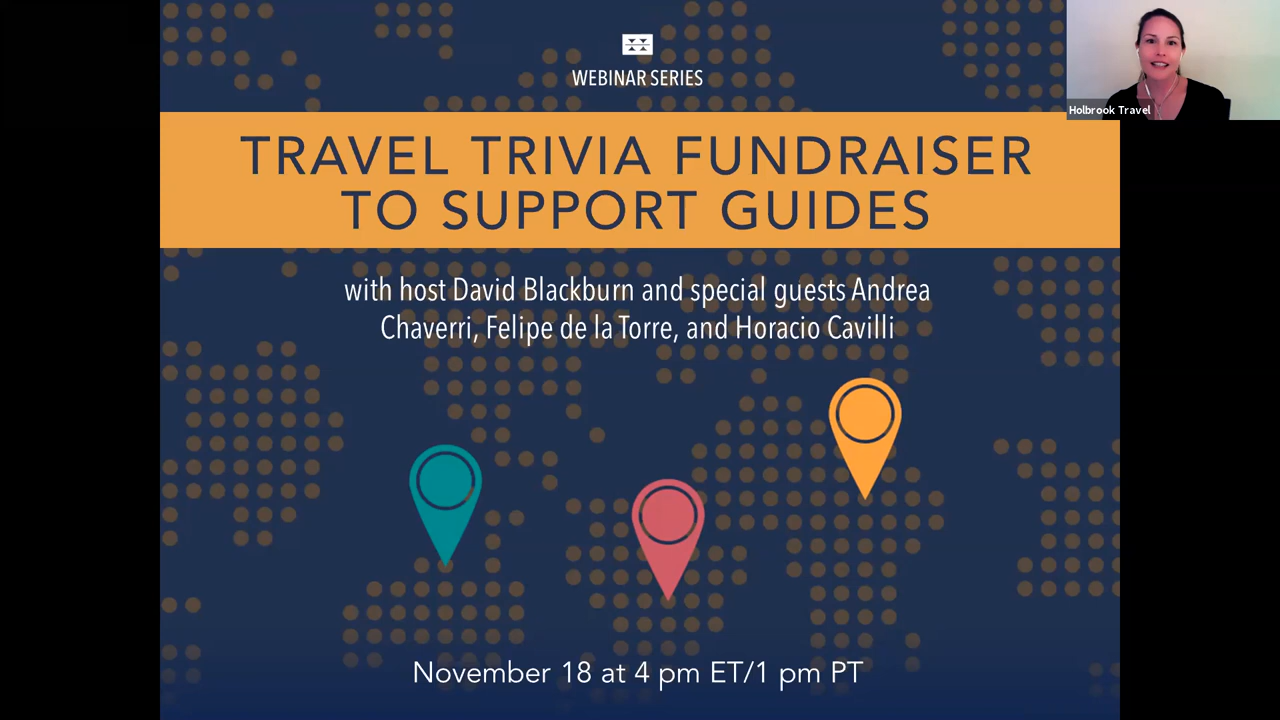 WEBINAR SERIES
Holbrook Travel
TRAVEL TRIVIA FUNDRAISER
TO SUPPORT GUIDES
with host David Blackburn and special guests Andrea
Chaverri, Felipe de la Torre, and Horacio Cavilli
November 18 at 4 pm ET/1 pm PT